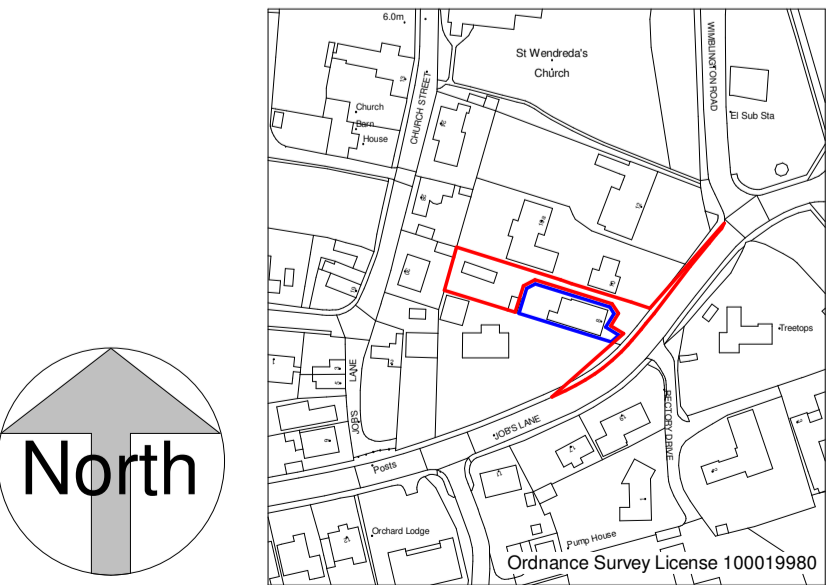 6.0m
St Wendreda's
Church
WIMBLINGTON ROAD
CHURCH STREET
El Sub Sta
Church
Barn
House
Treetops
JOB'S LANE
RECTORY DRIVE
JOB'S LANE
Posts
North
Orchard Lodge
Pump House
Ordnance Survey License 100019980